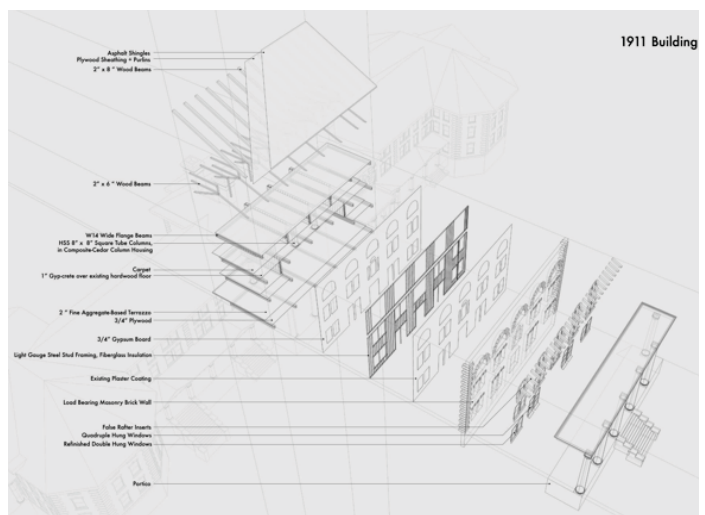 1911 Building
Asphalt Shingles
Plywood Sheathing + Purlins
2" x 8 " Wood Beams
2" x 6 " Wood Beams
W14 Wide Flange Beams
HSS 8" x 8" Square Tube Columns,
in Composite-Cedar Column Housing
Carpet
1" Gyp-crete over existing hardwood floor
2 " Fine Aggregate-Based Terrazzo
3/4" Plywood
3/4" Gypsum Board
Light Gauge Steel Stud Framing, Fiberglass Insulation
Existing Plaster Coating
Load Bearing Masonry Brick Wall
False Rafter Inserts
Quadruple Hung Windows
Refinished Double Hung Windows
Portico